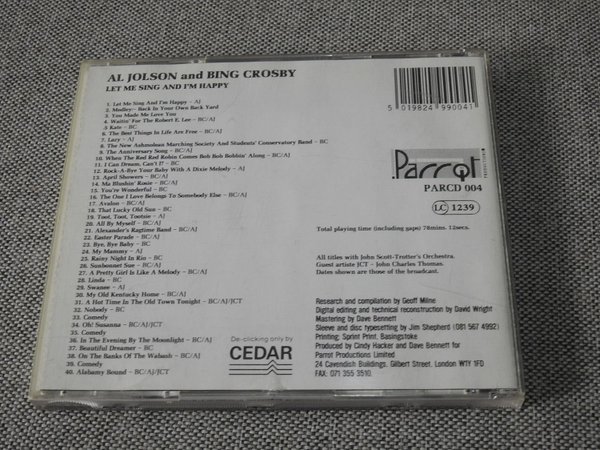 AL JOLSON and BING CROSBY
LET ME SING AND I'M HAPPY
1. Let Me Sing And I'm Happy - AJ
2. Medley:- Back In Your Own Back Yard
3. You Made Me Love You
4. Waitin' For The Robert E. Lee - BC/AJ
5 Kate - BC
6. The Best Things In Life Are Free - BC/AJ
7. Lazy - AJ
8. The New Ashmolean Marching Society And Students' Conservatory Band - BC
9. The Anniversary Song - BC/AJ
10. When The Red Red Robin Comes Bob Bob Bobbin' Along - BC/AJ
11. I Can Dream, Can't I? - BC
12. Rock-A-Bye Your Baby With A Dixie Melody - AJ
13. April Showers - BC/AJ
14. Ma Blushin' Rosie - AJ
15. You're Wonderful - BC
16. The One I Love Belongs To Somebody Else - BC/AJ
17. Avalon - BC/AJ
18. That Lucky Old Sun - BC
19. Toot, Toot, Tootsie - AJ
20. All By Myself - BC/AJ
21. Alexander's Ragtime Band - BC/AJ
22. Easter Parade - BC/AJ
23. Bye, Bye Baby - BC
24. My Mammy - AJ
25. Rainy Night In Rio - BC
26. Sunbonnet Sue - BC/AJ
27. A Pretty Girl Is Like A Melody - BC/AJ
28. Linda - BC
29. Swanee - AJ
30. My Old Kentucky Home - BC/AJ
31. A Hot Time In The Old Town Tonight - BC/AJ/JCT
32. Nobody - BC
33. Comedy
34. Oh! Susanna - BC/AJ/JCT
35. Comedy
36. In The Evening By The Moonlight - BC/AJ
37. Beautiful Dreamer - BC
38. On The Banks Of The Wabash - BC/AJ
39. Comedy
40. Alabamy Bound - BC/AJ/JCT
De-clicking only by
CEDAR
5 019824 990041
Parrot
PARCD 004
LC 1239
Total playing time (including gaps) 78mins. 12secs.
All titles with John Scott-Trotter's Orchestra.
Guest artiste JCT - John Charles Thomas.
Dates shown are those of the broadcast.
Research and compilation by Geoff Milne
Digital editing and technical reconstruction by David Wright
Mastering by Dave Bennett
Sleeve and disc typesetting by Jim Shepherd (081 567 4992)
Printing; Sprint Print, Basingstoke
Produced by Cindy Hacker and Dave Bennett for
Parrot Productions Limited
24 Cavendish Buildings, Gilbert Street, London W1Y 1FD
FAX: 071 355 3510.